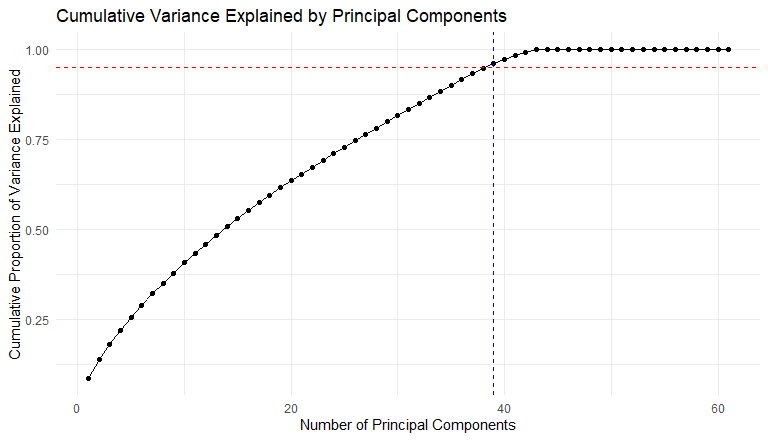 Cumulative Variance Explained by Principal Components
Cumulative Proportion of Variance Explained
1.00
0.75
0.50
0.25
0 20 40 60
Number of Principal Components